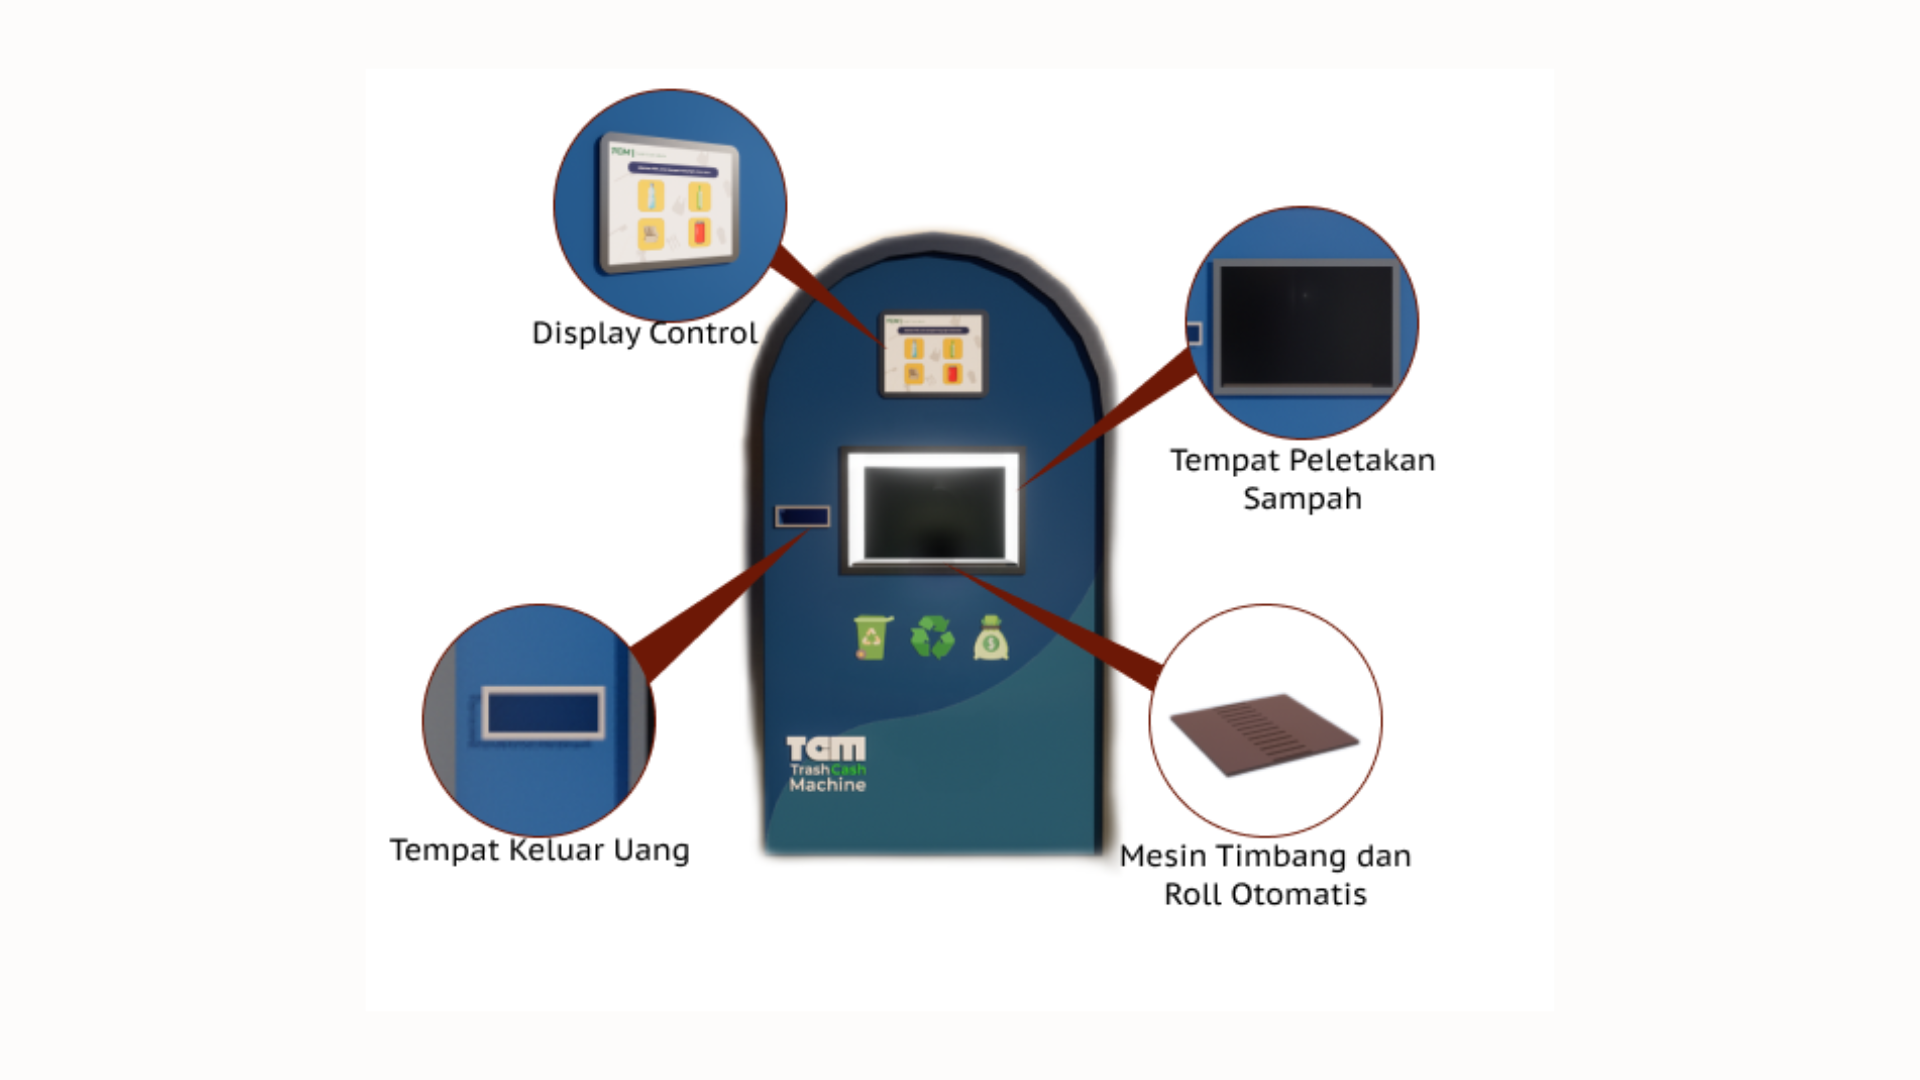 Display Control
Tempat Peletakan
Sampah
TCM
TrashCash
Machine
Tempat Keluar Uang
Mesin Timbang dan
Roll Otomatis